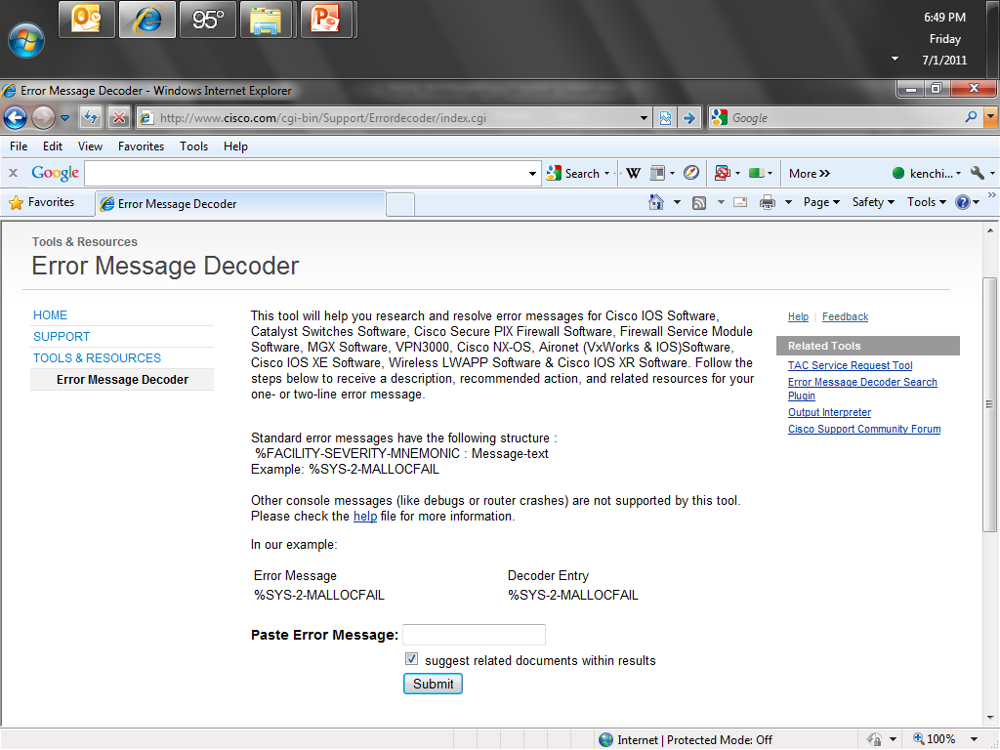 95°
6:49 PM
Friday
7/1/2011
Error Message Decoder - Windows Internet Explorer
http://www.cisco.com/cgi-bin/Support/Errordecoder/index.cgi
Google
File Edit View Favorites Tools Help
x Google Search W More >> kenchi...
Favorites Error Message Decoder Page Safety Tools
Tools & Resources
Error Message Decoder
HOME
SUPPORT
TOOLS & RESOURCES
Error Message Decoder
This tool will help you research and resolve error messages for Cisco IOS Software,
Catalyst Switches Software, Cisco Secure PIX Firewall Software, Firewall Service Module
Software, MGX Software, VPN3000, Cisco NX-OS, Aironet (VxWorks & IOS)Software,
Cisco IOS XE Software, Wireless LWAPP Software & Cisco IOS XR Software. Follow the
steps below to receive a description, recommended action, and related resources for your
one- or two-line error message.
Standard error messages have the following structure :
%FACILITY-SEVERITY-MNEMONIC : Message-text
Example: %SYS-2-MALLOCFAIL
Other console messages (like debugs or router crashes) are not supported by this tool.
Please check the help file for more information.
In our example:
Error Message Decoder Entry
%SYS-2-MALLOCFAIL %SYS-2-MALLOCFAIL
Paste Error Message:
suggest related documents within results
Submit
Help | Feedback
Related Tools
TAC Service Request Tool
Error Message Decoder Search
Plugin
Output Interpreter
Cisco Support Community Forum
Internet | Protected Mode: Off
100%